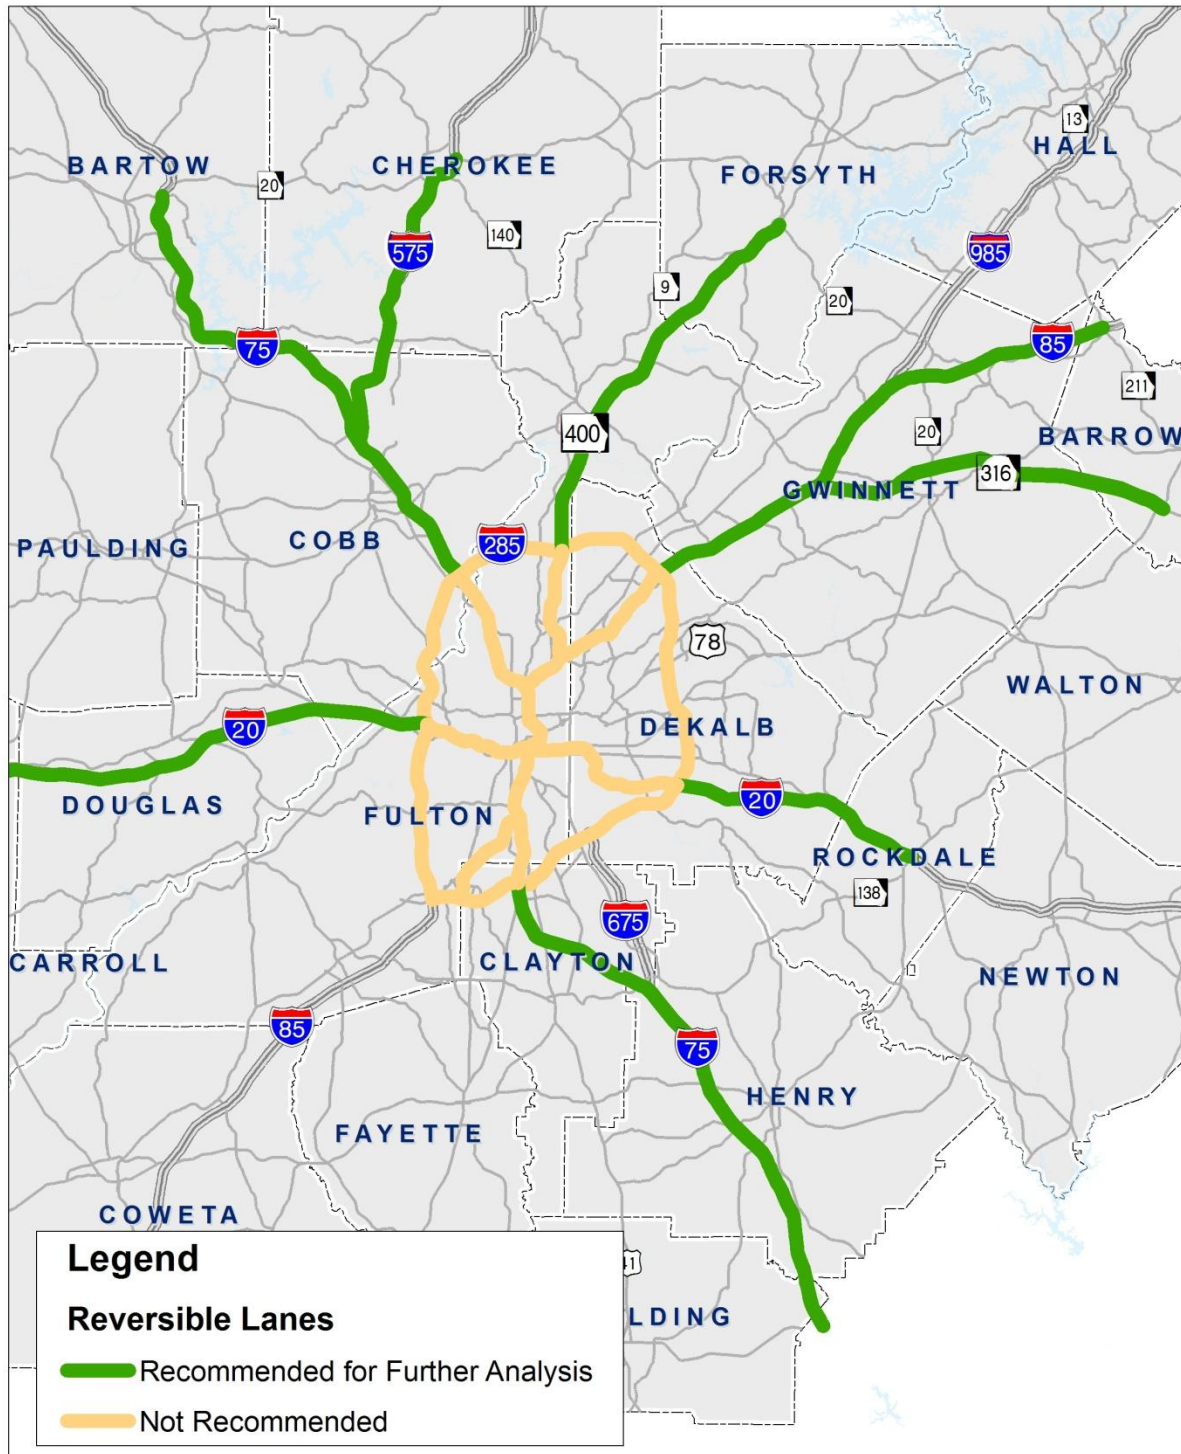 13
HALL
BARTOW
CHEROKEE
FORSYTH
20
140
575
985
9
20
75
85
211
400
20
BARROW
316
GWINNETT
COBB
285
PAULDING
78
WALTON
20
DEKALB
DOUGLAS
FULTON
20
ROCKDALE
138
675
CARROLL
CLAYTON
NEWTON
85
75
HENRY
FAYETTE
COWETA
Legend
41
Reversible Lanes
LDING
Recommended for Further Analysis
Not Recommended